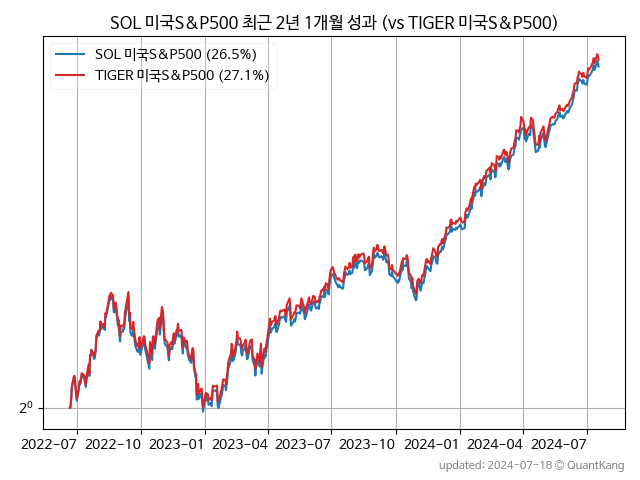 SOL 미국S&P500 최근 2년 1개월 성과 (vs TIGER 미국S&P500)
SOL 미국S&P500 (26.5%)
TIGER 미국S&P500 (27.1%)
2⁰
2022-07 2022-10 2023-01 2023-04 2023-07 2023-10 2024-01 2024-04 2024-07
updated: 2024-07-18 @ QuantKang